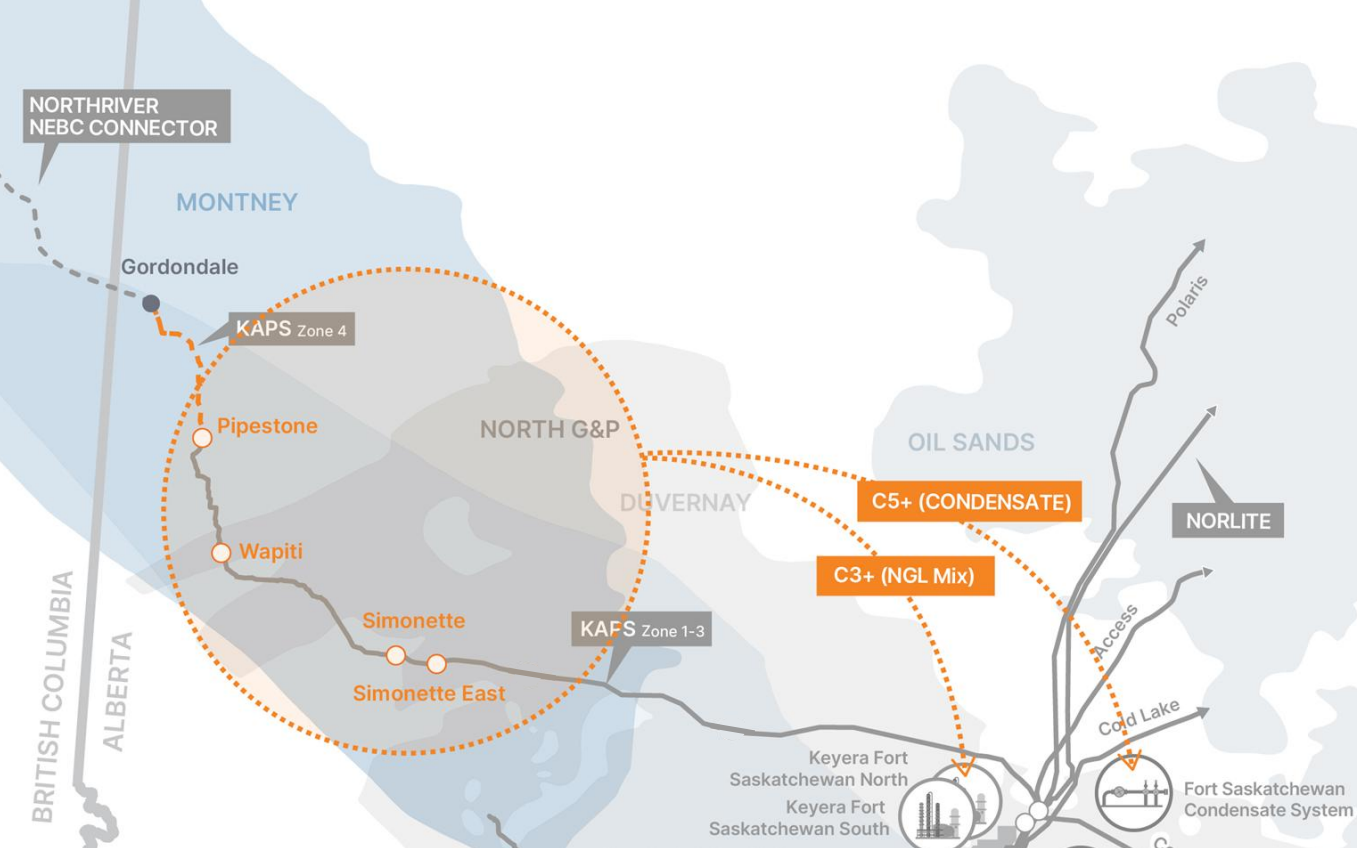 NORTHRIVER
NEBC CONNECTOR
MONTNEY
Gordondale
KAPS Zone 4
Pipestone
NORTH G&P
Wapiti
Simonette
Simonette East
KAPS Zone 1-3
DUVERNAY
OIL SANDS
C5+ (CONDENSATE)
C3+ (NGL Mix)
Polaris
NORLITE
Access
Cold Lake
BRITISH COLUMBIA
ALBERTA
Keyera Fort
Saskatchewan North
Keyera Fort
Saskatchewan South
Fort Saskatchewan
Condensate System